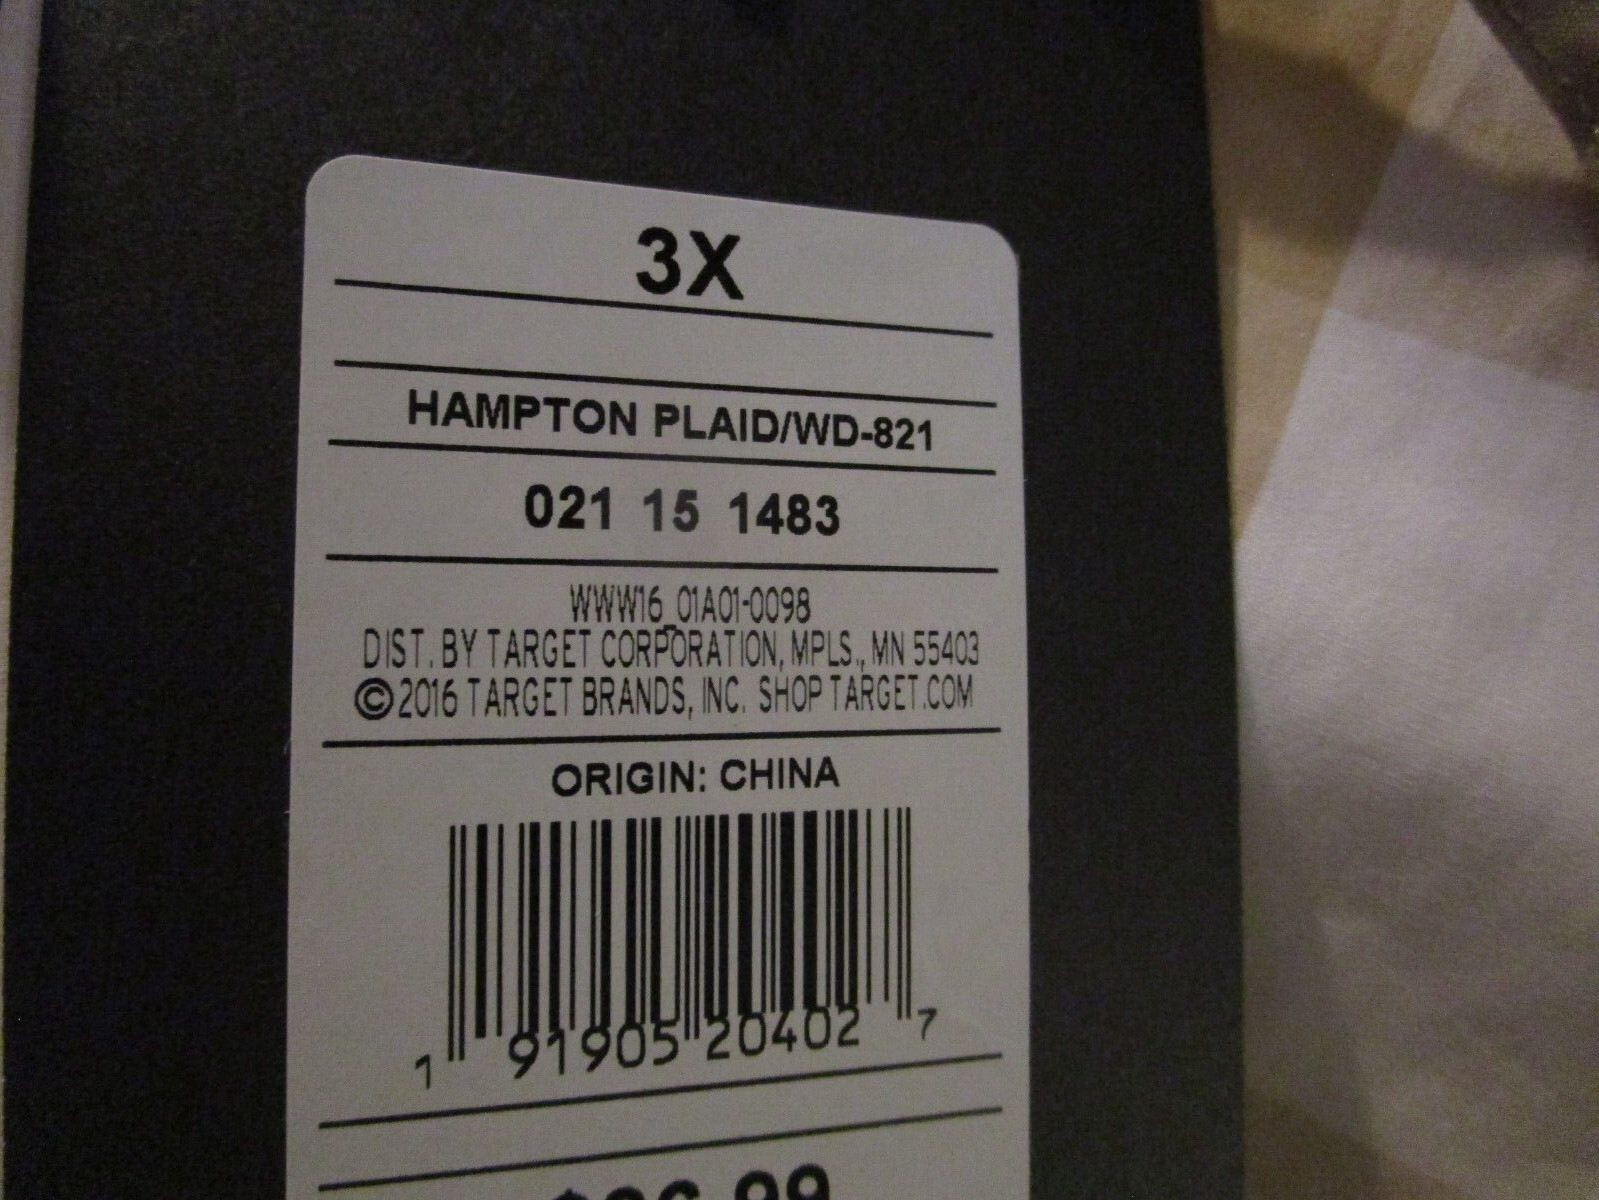 3X
HAMPTON PLAID/WD-821
021 15 1483
WWW16_01A01-0098
DIST. BY TARGET CORPORATION, MPLS., MN 55403
©2016 TARGET BRANDS, INC. SHOP TARGET.COM
ORIGIN: CHINA
1 91905 20402 7